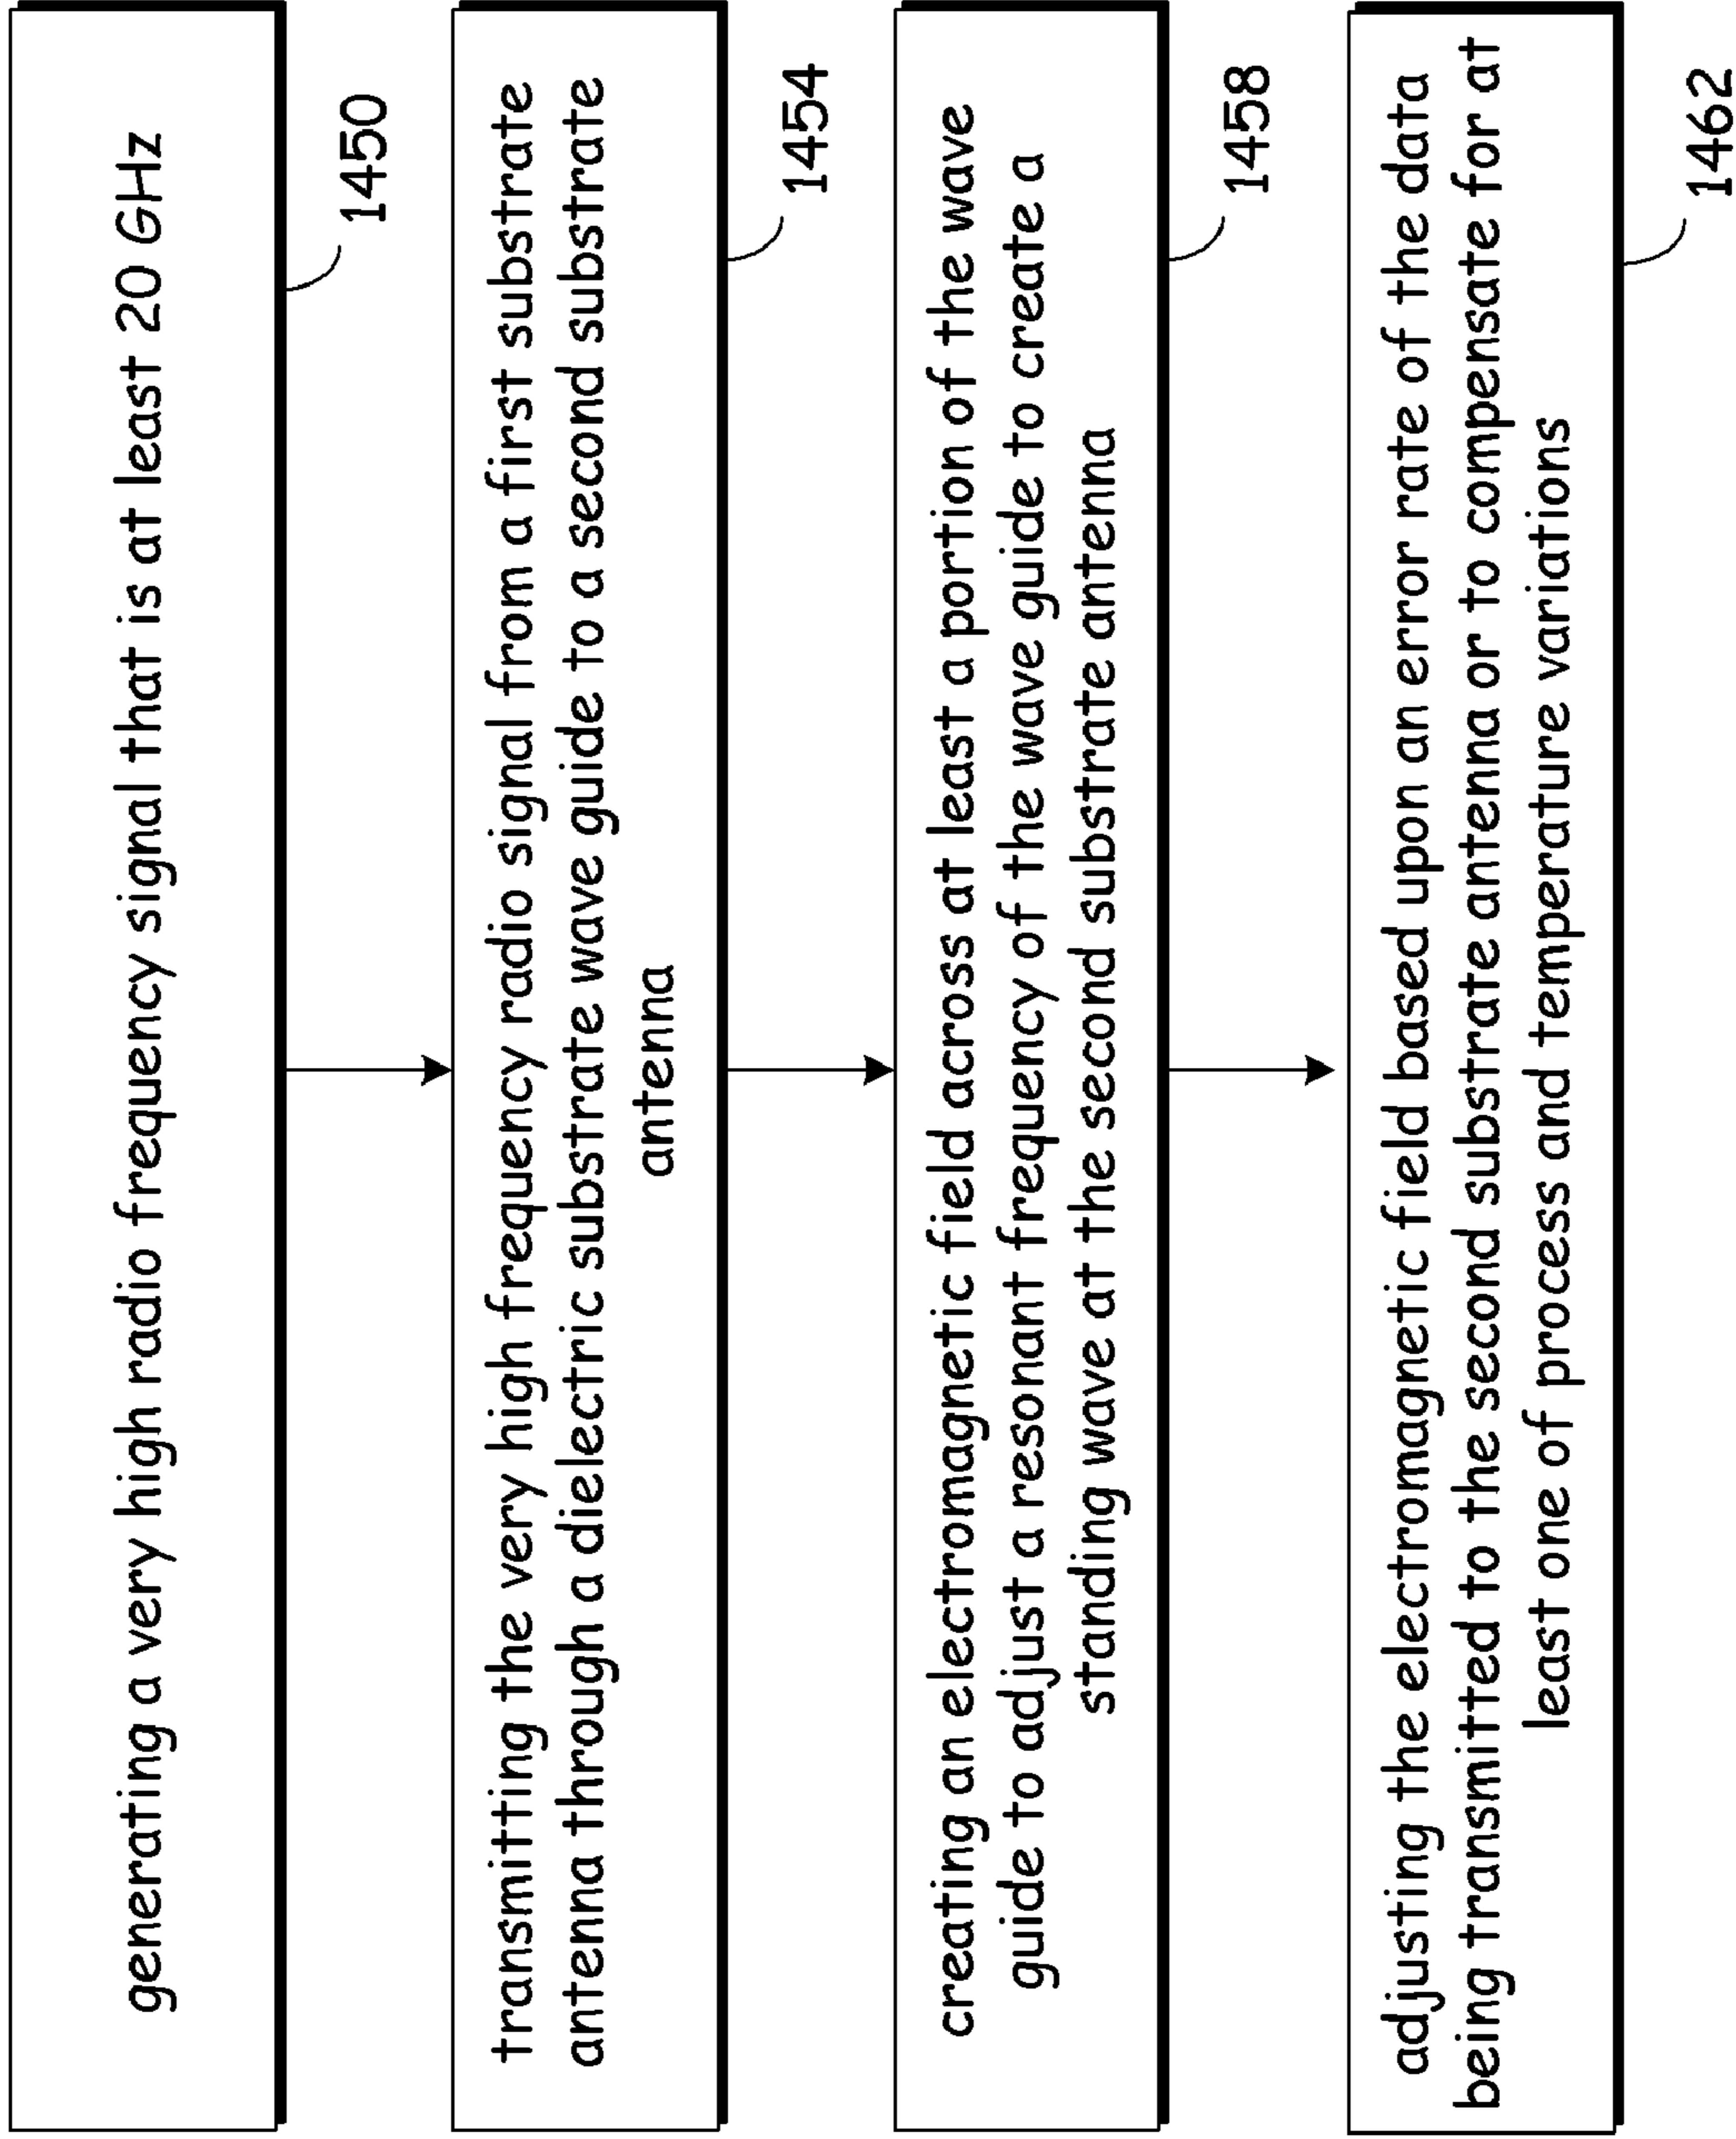 generating a very high radio frequency signal that is at least 20 GHz
1450
transmitting the very high frequency radio signal from a first substrate
antenna through a dielectric substrate wave guide to a second substrate
antenna
1454
creating an electromagnetic field across at least a portion of the wave
guide to adjust a resonant frequency of the wave guide to create a
standing wave at the second substrate antenna
1458
adjusting the electromagnetic field based upon an error rate of the data
being transmitted to the second substrate antenna or to compensate for at
least one of process and temperature variations
1462